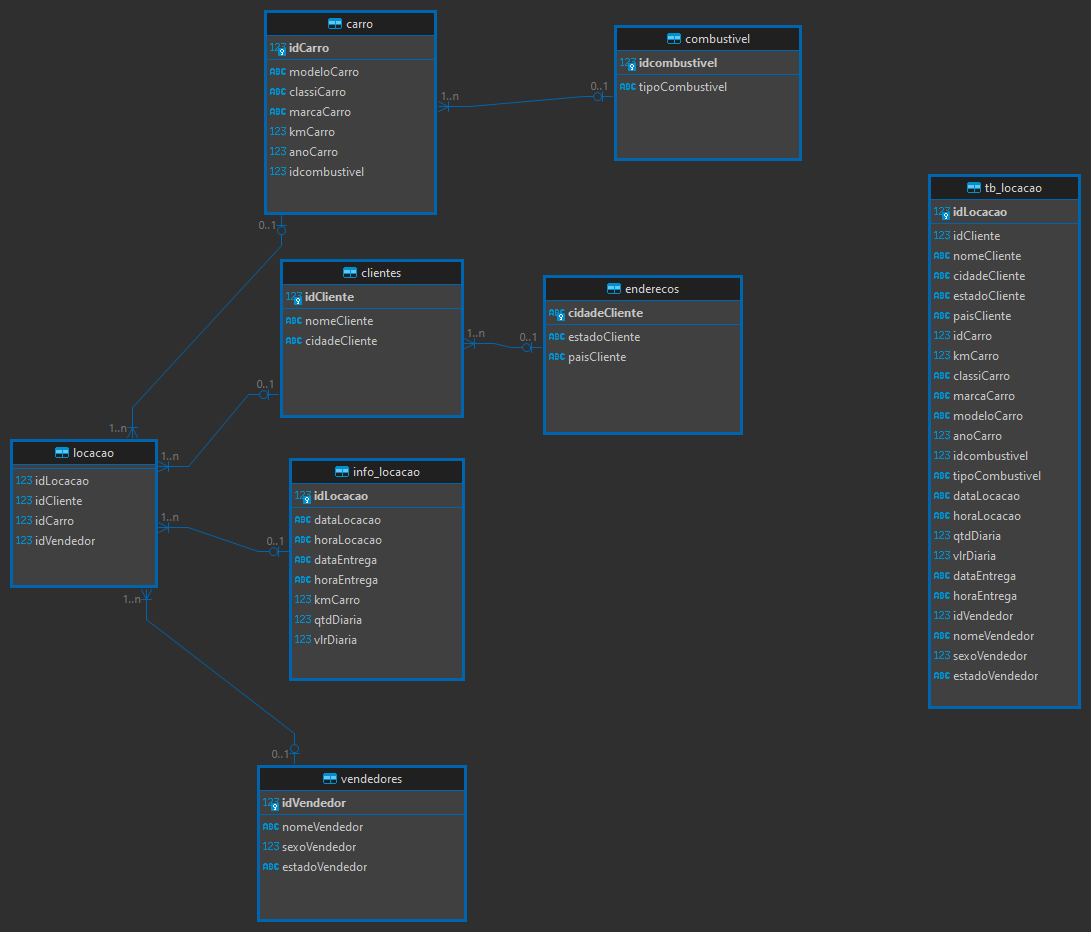 carro
123 idCarro
ABC modeloCarro
ABC classiCarro
ABC marcaCarro
123 kmCarro
123 anoCarro
123 idcombustivel
1..n
0..1
combustivel
123 idcombustivel
ABC tipoCombustivel
0..1
1..n
clientes
123 idCliente
ABC nomeCliente
ABC cidadeCliente
1..n
0..1
enderecos
ABC cidadeCliente
ABC estadoCliente
ABC paisCliente
0..1
1..n
locacao
123 idLocacao
123 idCliente
123 idCarro
123 idVendedor
1..n
0..1
info_locacao
123 idLocacao
ABC dataLocacao
ABC horaLocacao
ABC dataEntrega
ABC horaEntrega
123 kmCarro
123 qtdDiaria
123 vlrDiaria
1..n
0..1
vendedores
123 idVendedor
ABC nomeVendedor
123 sexoVendedor
ABC estadoVendedor
tb_locacao
123 idLocacao
123 idCliente
ABC nomeCliente
ABC cidadeCliente
ABC estadoCliente
ABC paisCliente
123 idCarro
123 kmCarro
ABC classiCarro
ABC marcaCarro
ABC modeloCarro
123 anoCarro
123 idcombustivel
ABC tipoCombustivel
ABC dataLocacao
ABC horaLocacao
123 qtdDiaria
123 vlrDiaria
ABC dataEntrega
ABC horaEntrega
123 idVendedor
ABC nomeVendedor
123 sexoVendedor
ABC estadoVendedor